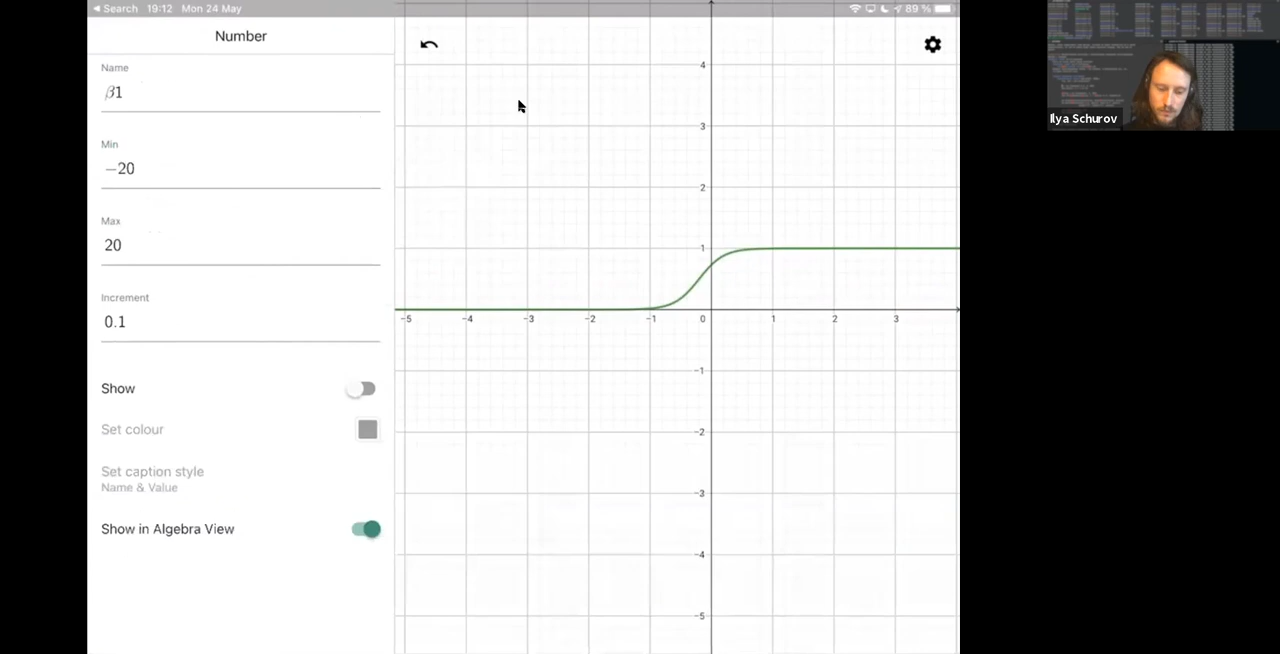 Search 19:12 Mon 24 May
89 %
Number
Name
β1
Min
−20
Max
20
Increment
0.1
Show
Set colour
Set caption style
Name & Value
Show in Algebra View
4
3
2
1
−5 −4 −3 −2 −1 0 1 2 3
−1
−2
−3
−4
−5
Ilya Schurov